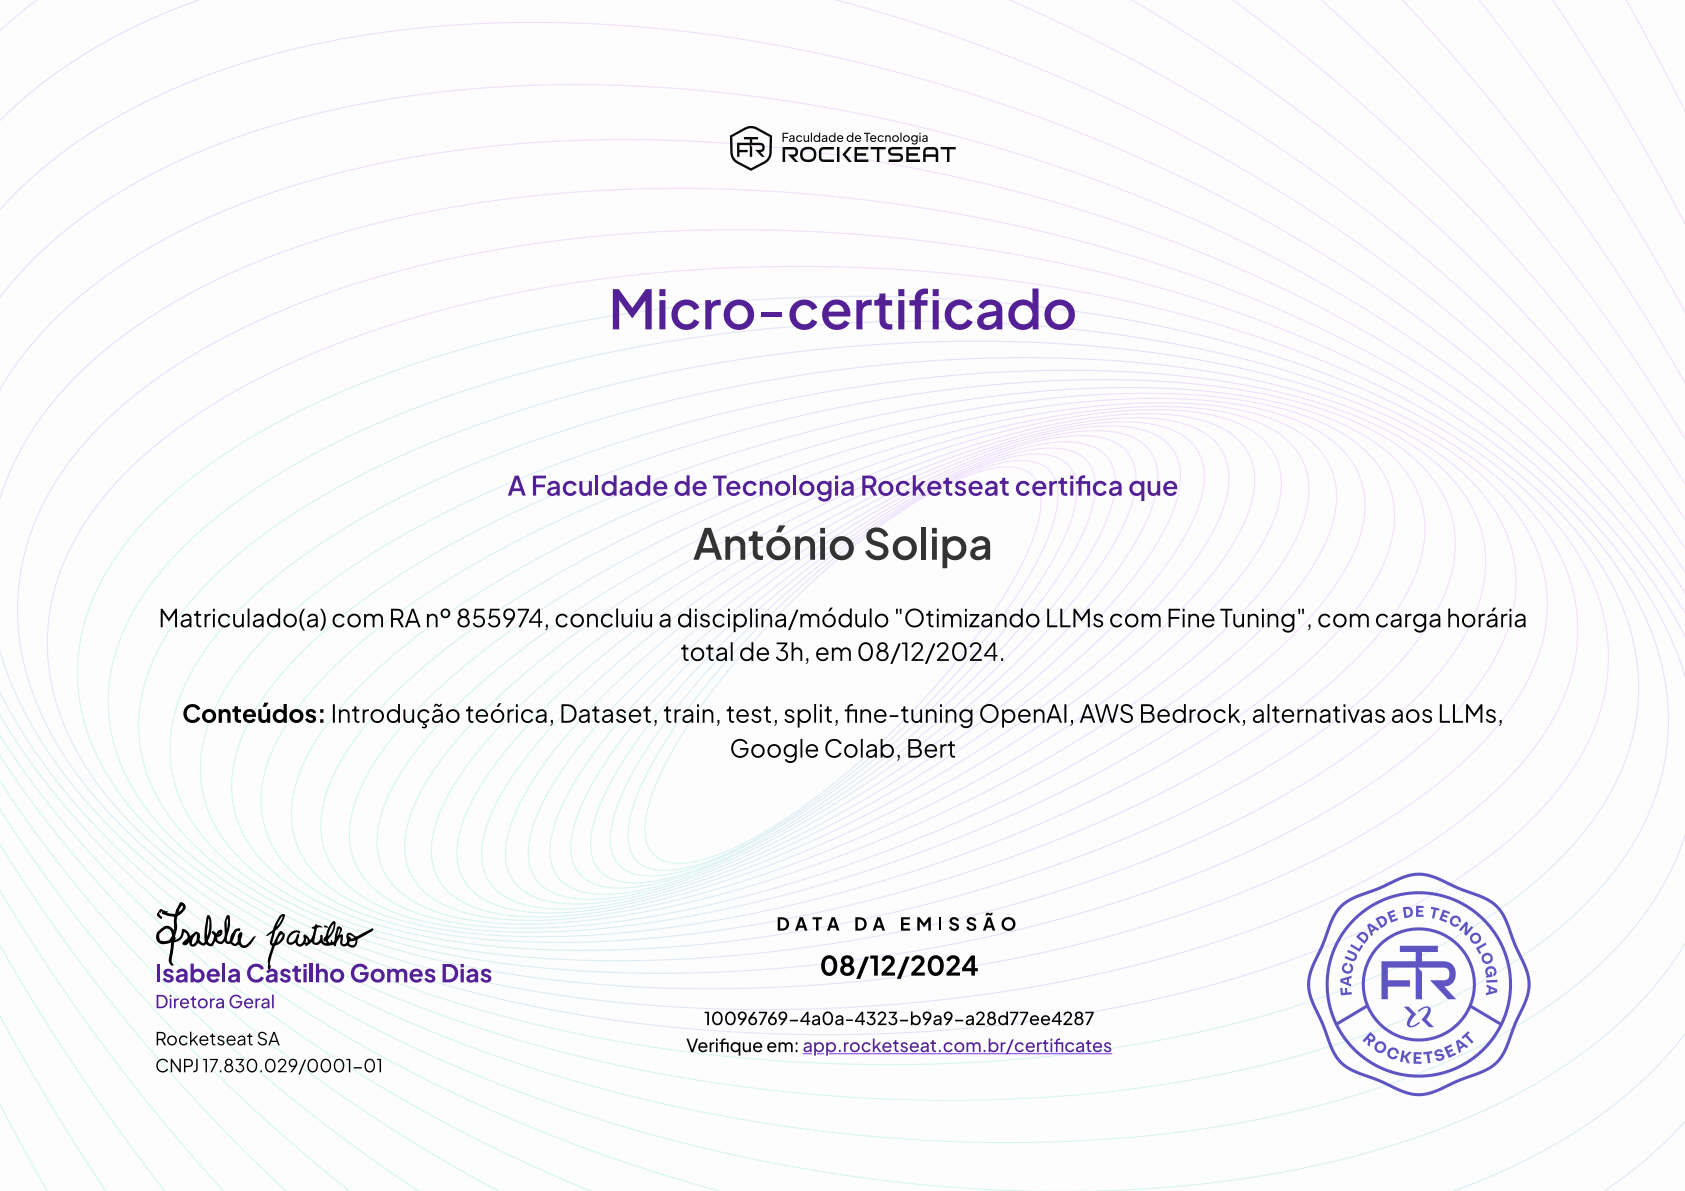 Faculdade de Tecnologia
ROCKETSEAT
Micro-certificado
A Faculdade de Tecnologia Rocketseat certifica que
António Solipa
Matriculado(a) com RA nº 855974, concluiu a disciplina/módulo "Otimizando LLMs com Fine Tuning", com carga horária
total de 3h, em 08/12/2024.
Conteúdos: Introdução teórica, Dataset, train, test, split, fine-tuning OpenAI, AWS Bedrock, alternativas aos LLMs,
Google Colab, Bert
Isabela Castilho
Isabela Castilho Gomes Dias
Diretora Geral
Rocketseat SA
CNPJ 17.830.029/0001-01
DATA DA EMISSÃO
08/12/2024
10096769-4a0a-4323-b9a9-a28d77ee4287
Verifique em: app.rocketseat.com.br/certificates
FACULDADE DE TECNOLOGIA
FTR
ROCKETSEAT